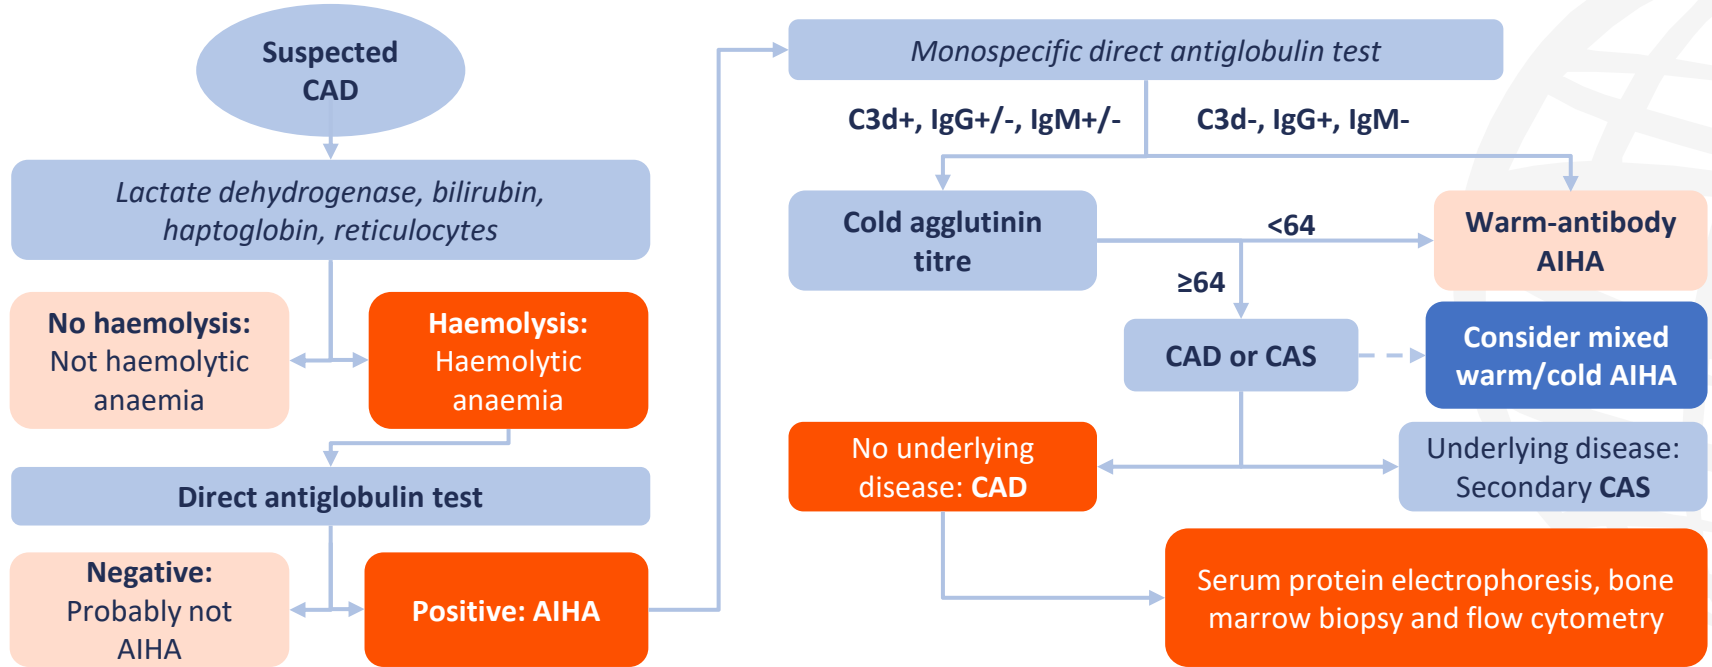 Suspected
CAD
Lactate dehydrogenase, bilirubin,
haptoglobin, reticulocytes
No haemolysis:
Not haemolytic
anaemia
Haemolysis:
Haemolytic
anaemia
Direct antiglobulin test
Negative:
Probably not
AIHA
Positive: AIHA
Monospecific direct antiglobulin test
C3d+, IgG+/-, IgM+/-
C3d-, IgG+, IgM-
Cold agglutinin
titre
<64
Warm-antibody
AIHA
≥64
CAD or CAS
Consider mixed
warm/cold AIHA
No underlying
disease: CAD
Underlying disease:
Secondary CAS
Serum protein electrophoresis, bone
marrow biopsy and flow cytometry